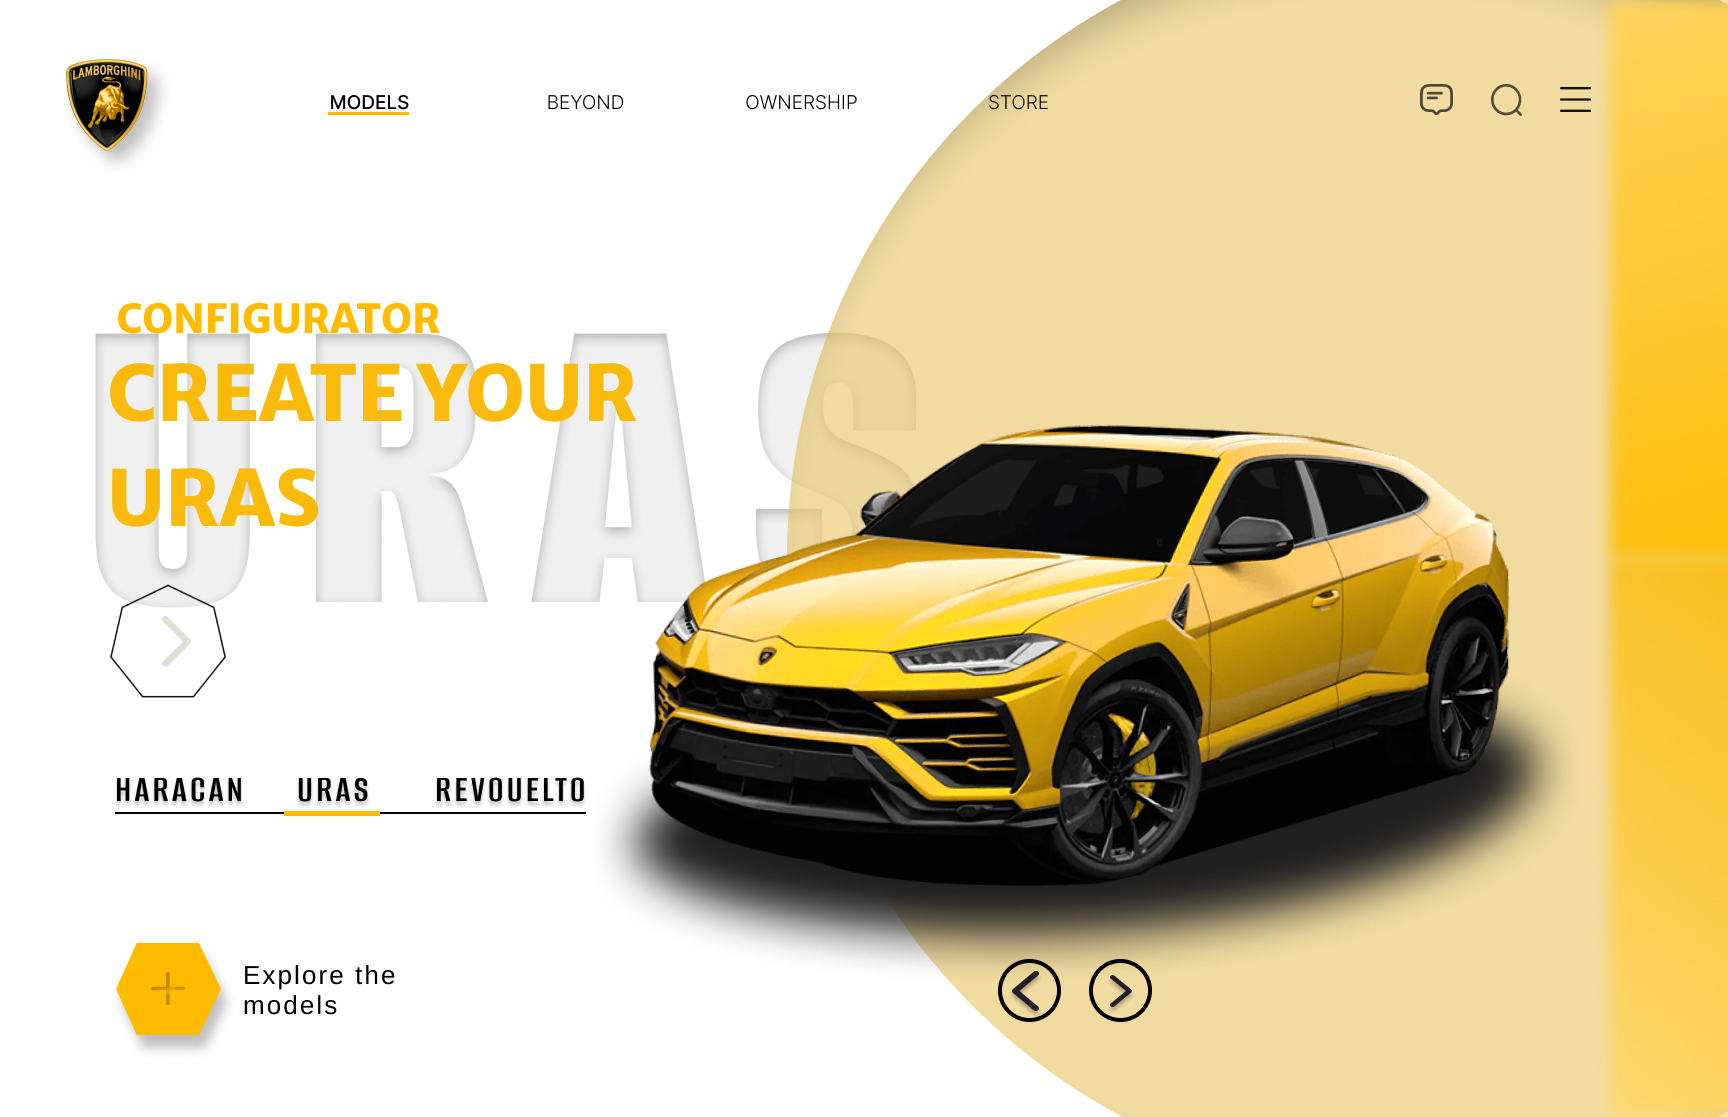 LAMBORGHINI
MODELS
BEYOND
OWNERSHIP
STORE
CONFIGURATOR
URAS
CREATE YOUR
URAS
HARACAN
URAS
REVOUELTO
Explore the
models